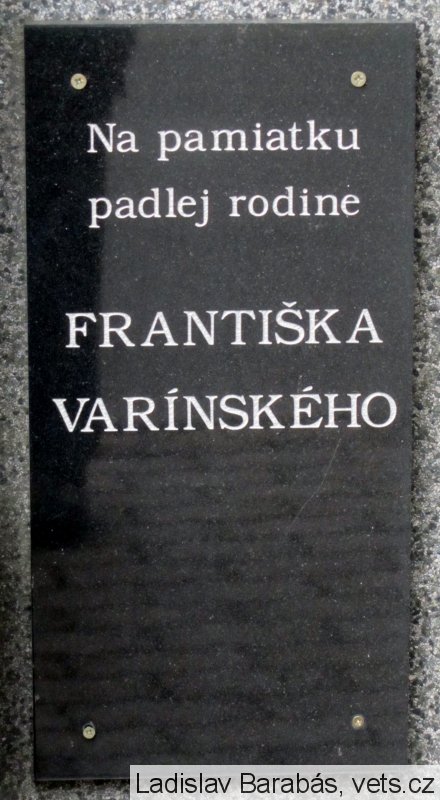 Na pamiatku
padlej rodine
FRANTIŠKA
VARÍNSKÉHO
Ladislav Barabás, vets.cz